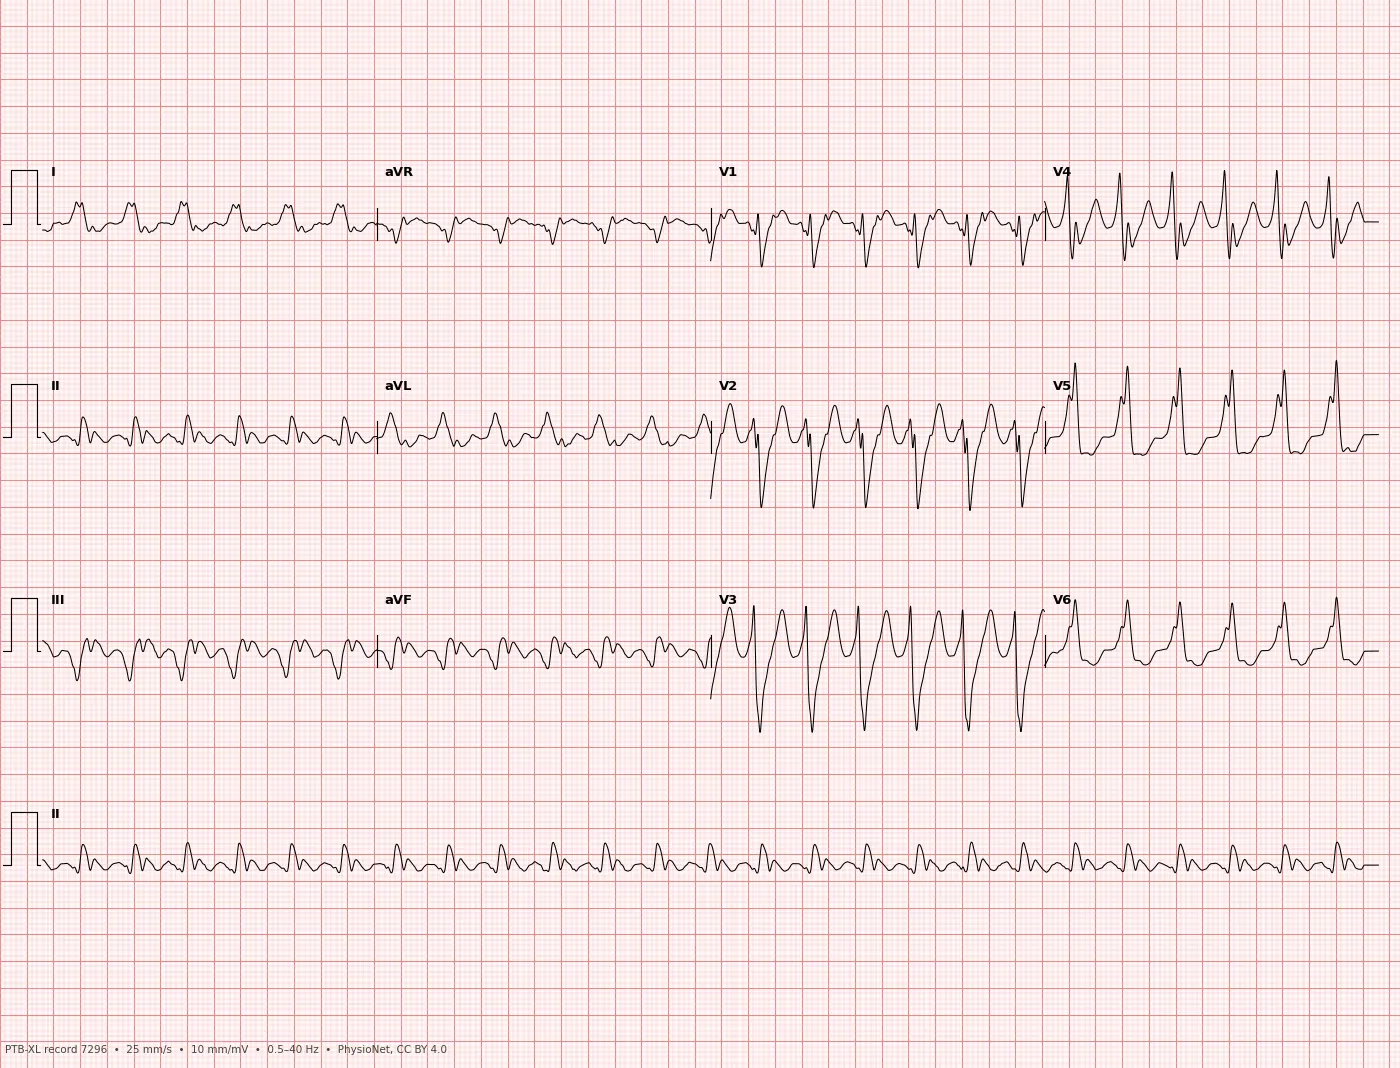 I aVR V1 V4
II aVL V2 V5
III aVF V3 V6
II
PTB-XL record 7296 • 25 mm/s • 10 mm/mV • 0.5–40 Hz • PhysioNet, CC BY 4.0